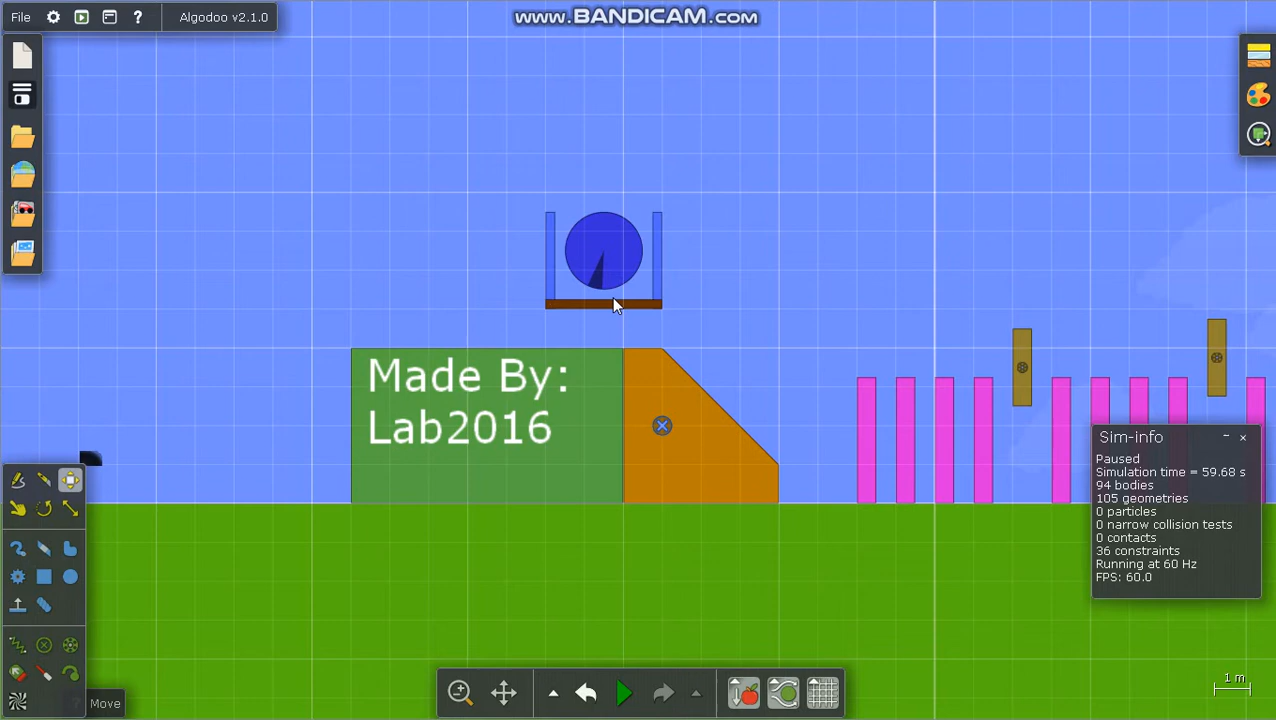 File
?
Algodoo v2.1.0
WWW.BANDICAM.com
Made By:
Lab2016
Sim-info
Paused
Simulation time = 59.68 s
94 bodies
105 geometries
0 particles
0 narrow collision tests
0 contacts
36 constraints
Running at 60 Hz
FPS: 60.0
1 m
? Move